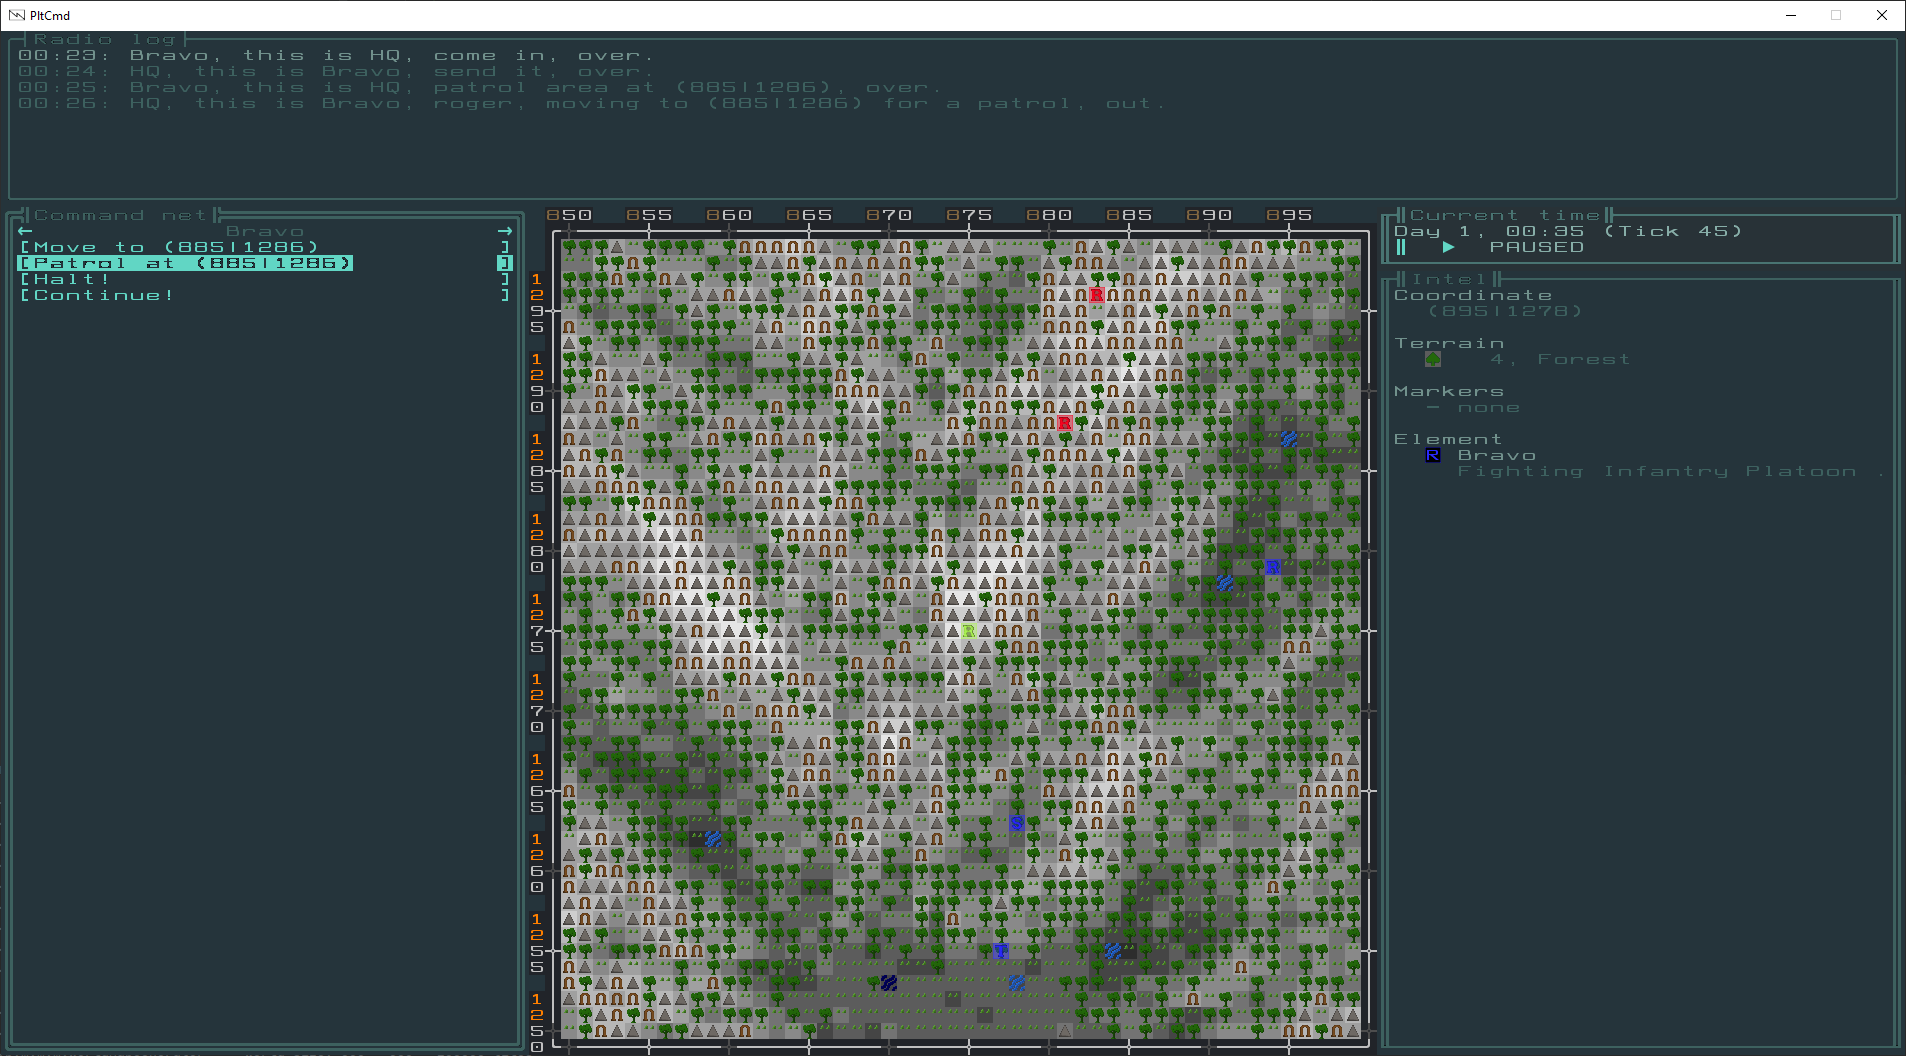 PltCmd
Radio log
00:23: Bravo, this is HQ, come in, over.
00:24: HQ, this is Bravo, send it, over.
00:25: Bravo, this is HQ, patrol area at (885|1286), over.
00:26: HQ, this is Bravo, roger, moving to (885|1286) for a patrol, out.
Command net
← Bravo →
[Move to (885|1286) ]
[Patrol at (885|1286) ]
[Halt! ]
[Continue! ]
850 855 860 865 870 875 880 885 890 895
1295
1290
1285
1280
1275
1270
1265
1260
1255
1250
R
R
R
R
T
Current time
Day 1, 00:35 (Tick 45)
PAUSED
Intel
Coordinate
(895|1278)
Terrain
4, Forest
Markers
- none
Element
R Bravo
Fighting Infantry Platoon .